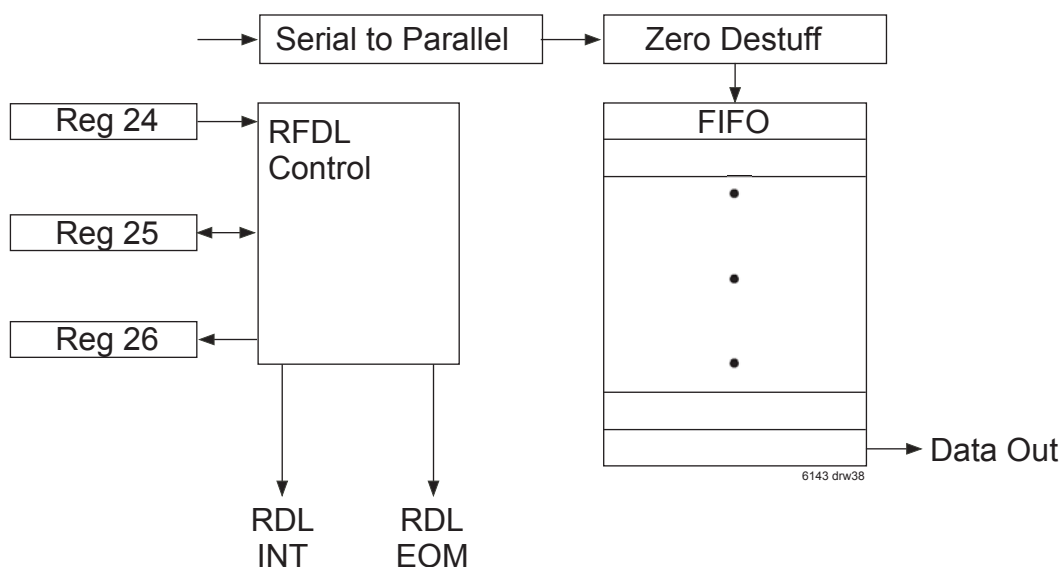 Serial to Parallel
Zero Destuff
Reg 24
RFDL
Control
FIFO
Reg 25
Reg 26
Data Out
6143 drw38
RDL
INT
RDL
EOM